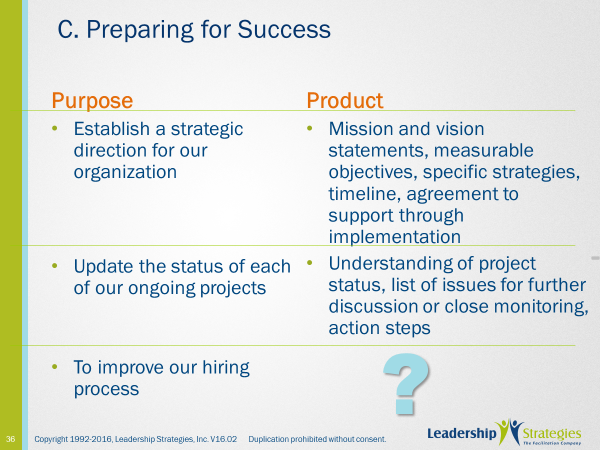 C. Preparing for Success
Purpose
Product
• Establish a strategic
direction for our
organization
• Mission and vision
statements, measurable
objectives, specific strategies,
timeline, agreement to
support through
implementation
• Update the status of each
of our ongoing projects
• Understanding of project
status, list of issues for further
discussion or close monitoring,
action steps
• To improve our hiring
process
?
36
Copyright 1992-2016, Leadership Strategies, Inc. V16.02 Duplication prohibited without consent.
Leadership Strategies
The Facilitation Company